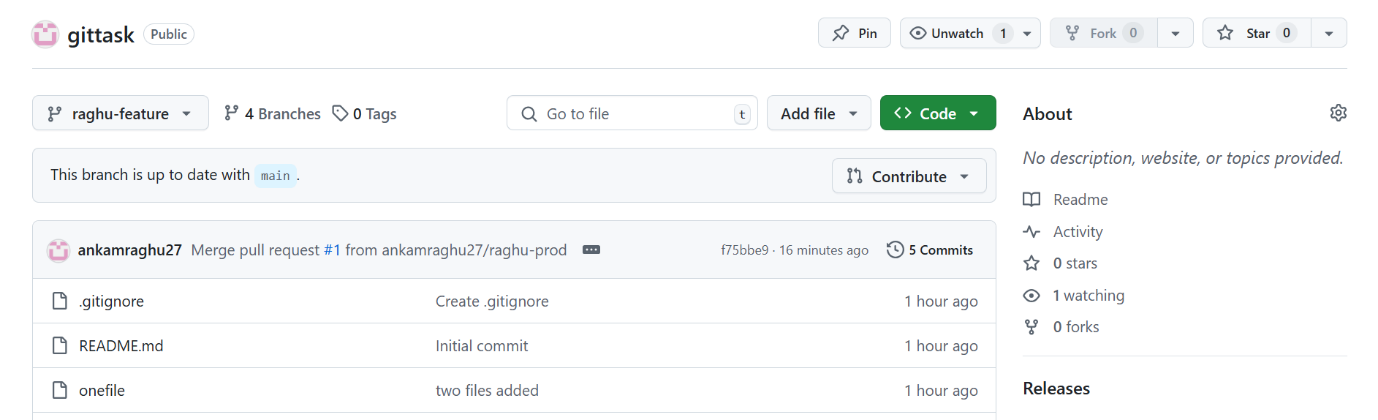 gittask Public Pin Unwatch 1 Fork 0 Star 0
raghu-feature 4 Branches 0 Tags Go to file t Add file Code
This branch is up to date with main . Contribute
ankamraghu27 Merge pull request #1 from ankamraghu27/raghu-prod f75bbe9 · 16 minutes ago 5 Commits
.gitignore Create .gitignore 1 hour ago
README.md Initial commit 1 hour ago
onefile two files added 1 hour ago
About
No description, website, or topics provided.
Readme
Activity
0 stars
1 watching
0 forks
Releases